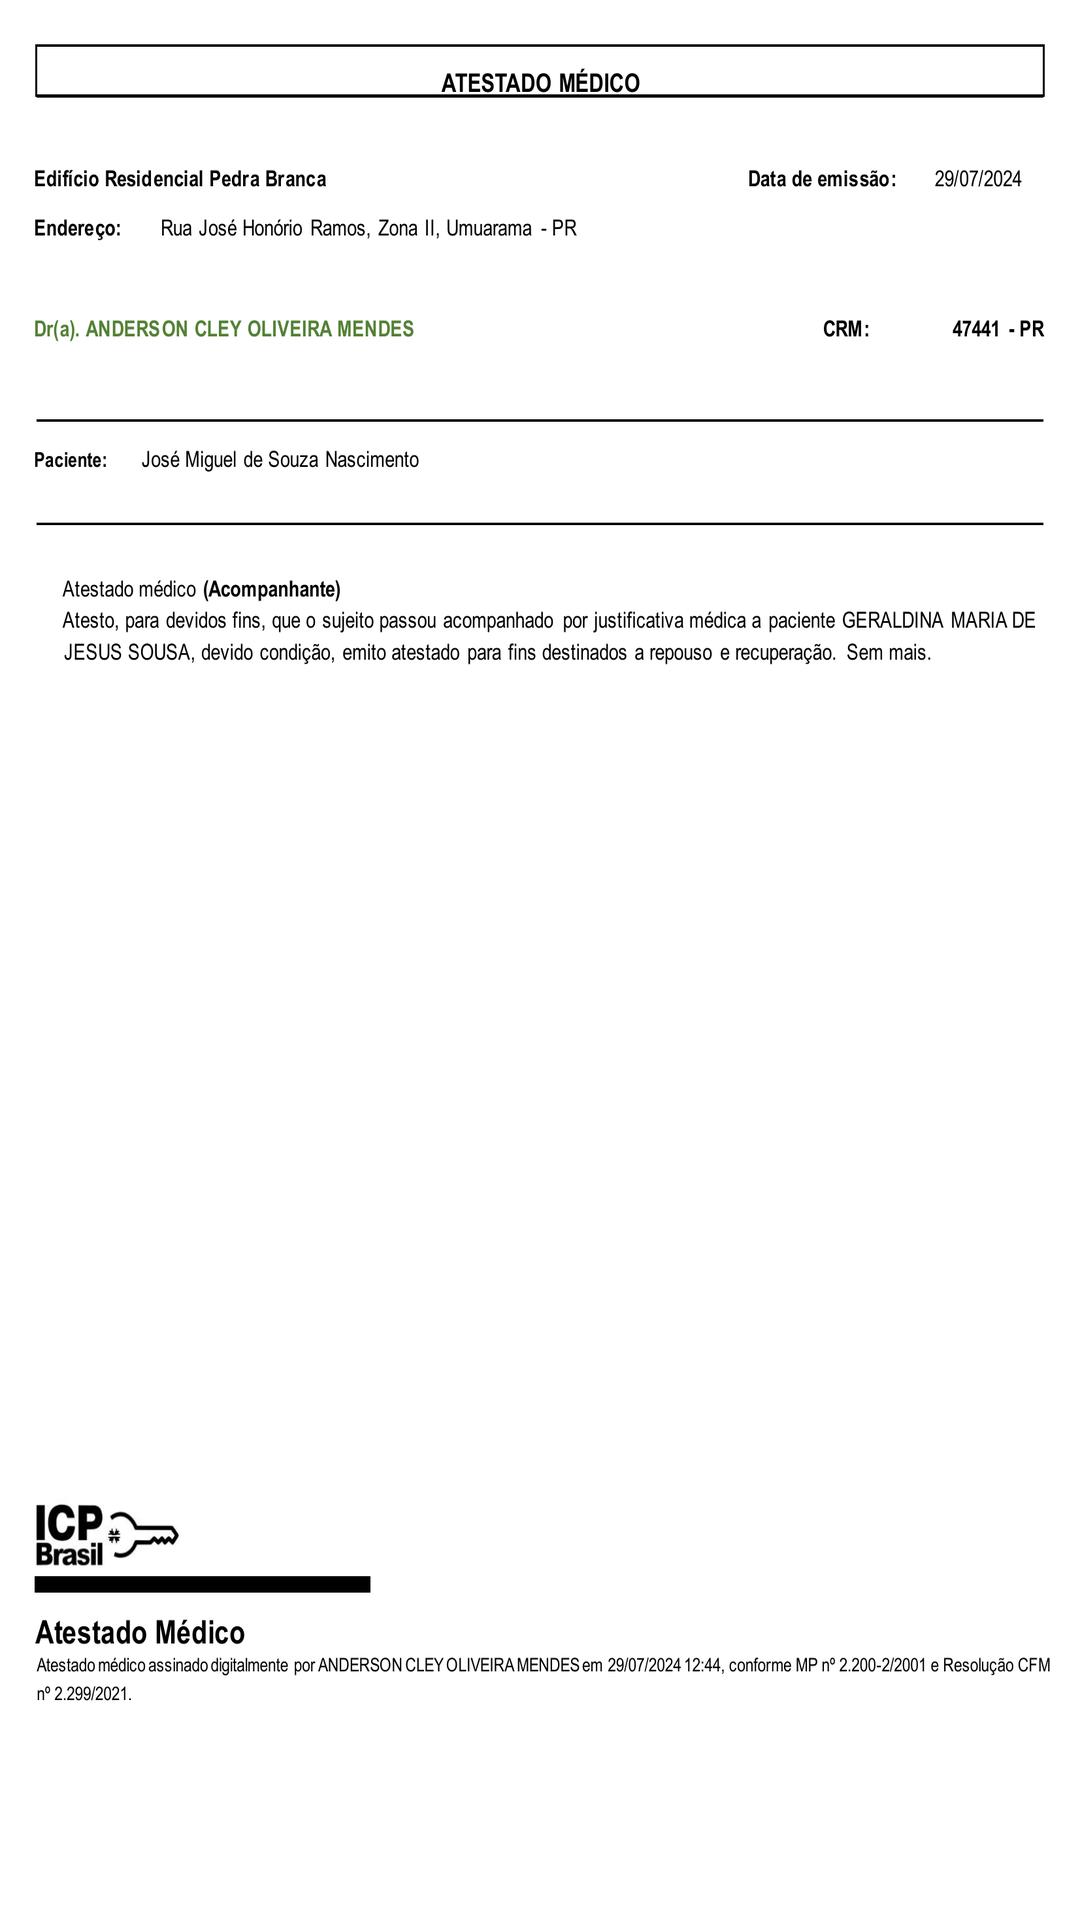 ATESTADO MÉDICO
Edifício Residencial Pedra Branca Data de emissão: 29/07/2024
Endereço: Rua José Honório Ramos, Zona II, Umuarama - PR
Dr(a). ANDERSON CLEY OLIVEIRA MENDES CRM: 47441 - PR
Paciente: José Miguel de Souza Nascimento
Atestado médico (Acompanhante)
Atesto, para devidos fins, que o sujeito passou acompanhado por justificativa médica a paciente GERALDINA MARIA DE
JESUS SOUSA, devido condição, emito atestado para fins destinados a repouso e recuperação. Sem mais.
ICP
Brasil
Atestado Médico
Atestado médico assinado digitalmente por ANDERSON CLEY OLIVEIRA MENDES em 29/07/2024 12:44, conforme MP nº 2.200-2/2001 e Resolução CFM
nº 2.299/2021.